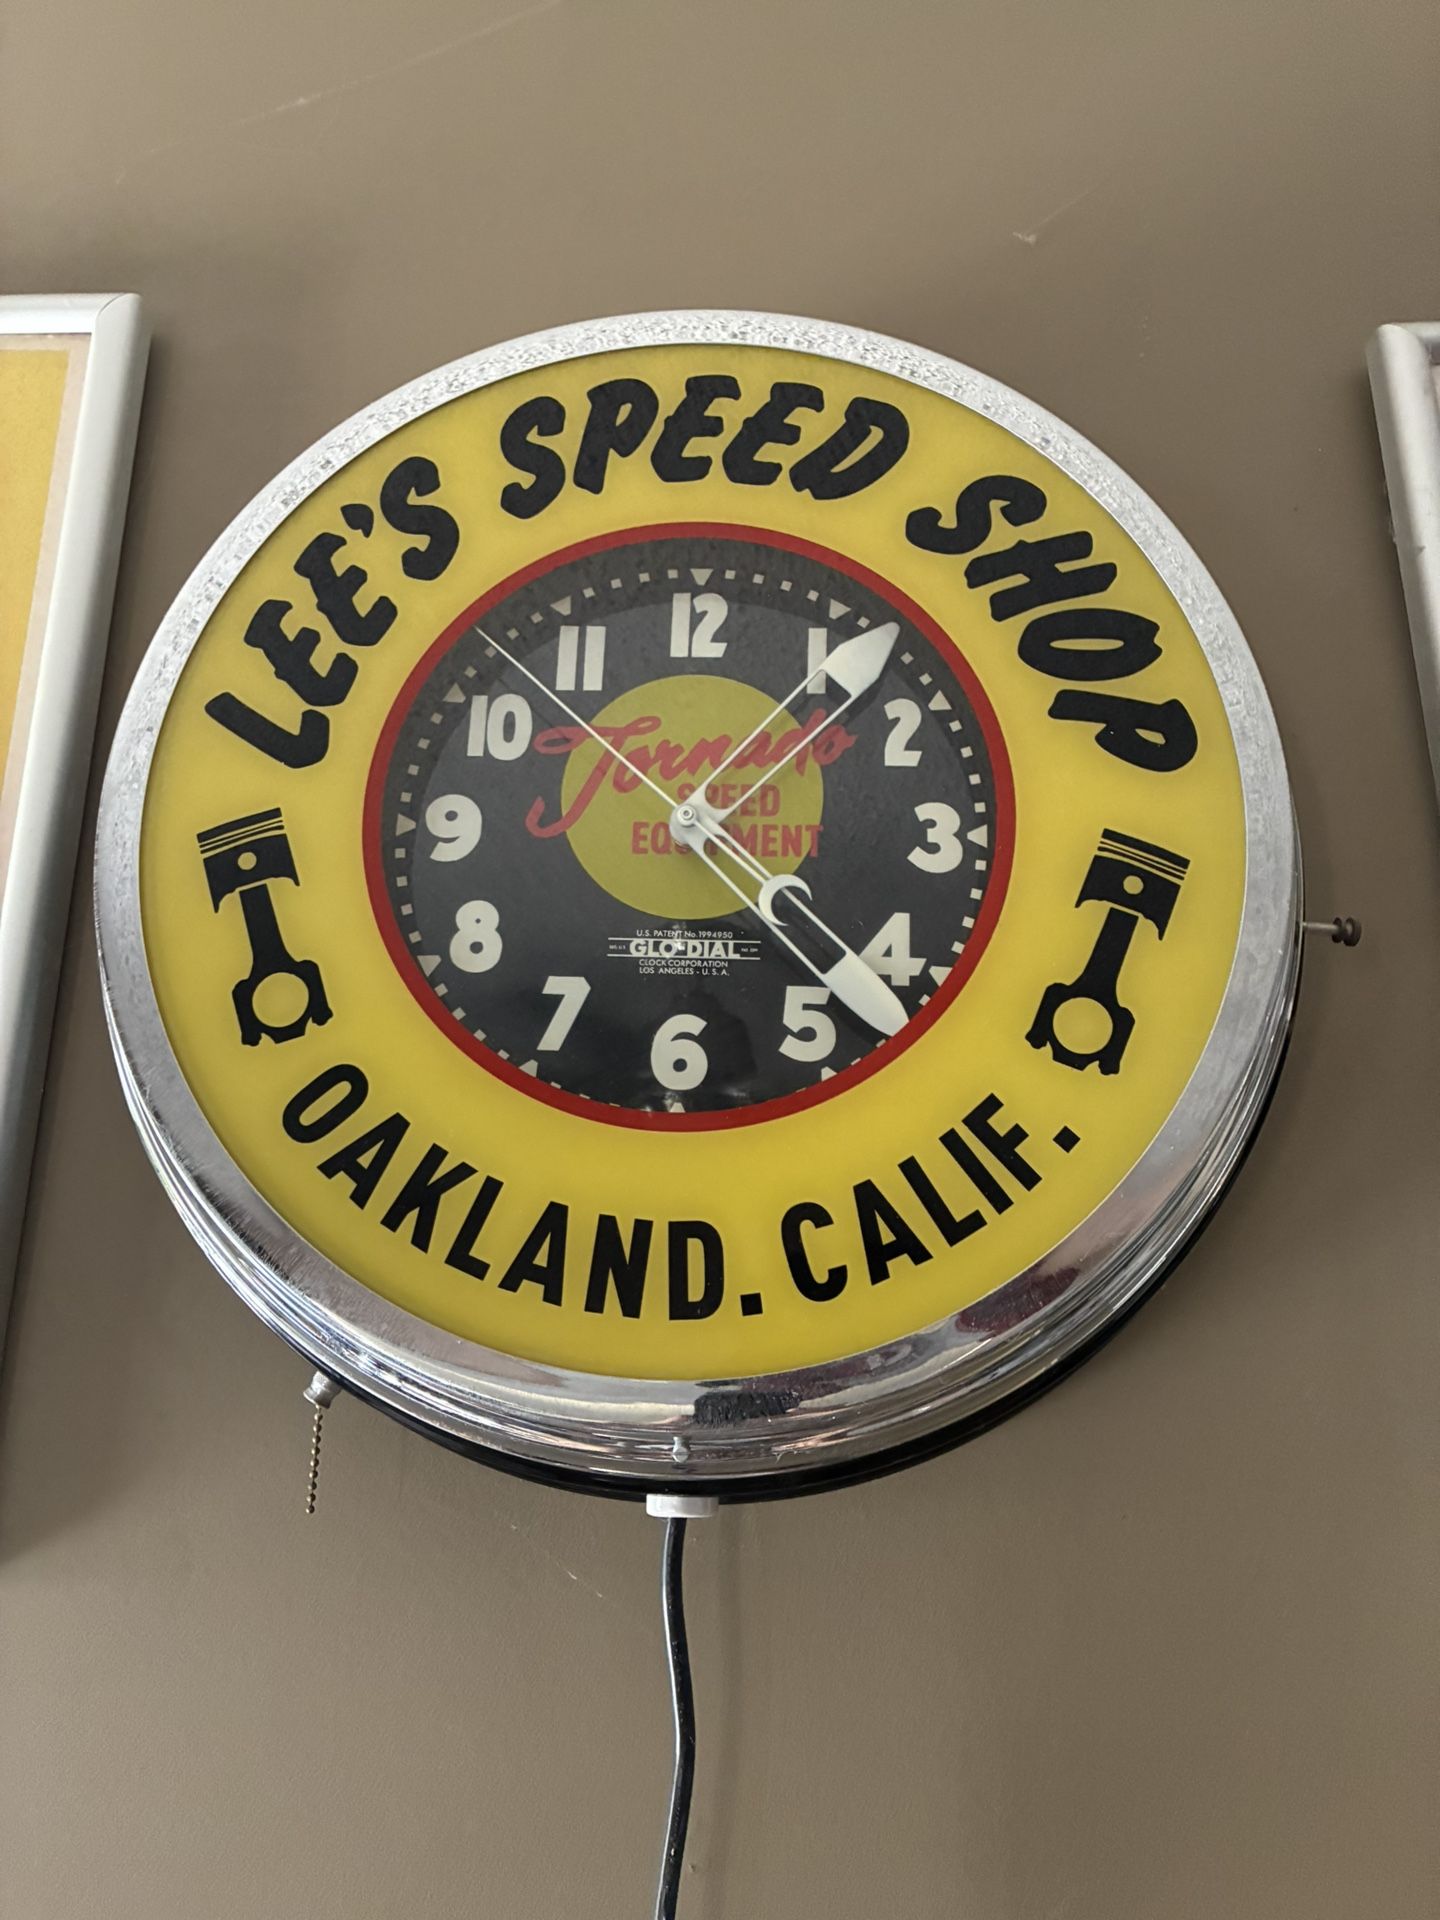 LEE'S SPEED SHOP
12
1
2
3
4
5
6
7
8
9
10
11
Tornado
SPEED
EQUIPMENT
U.S. PATENT No. 1994950
GLO-DIAL
CLOCK CORPORATION
LOS ANGELES - U.S.A.
OAKLAND. CALIF.